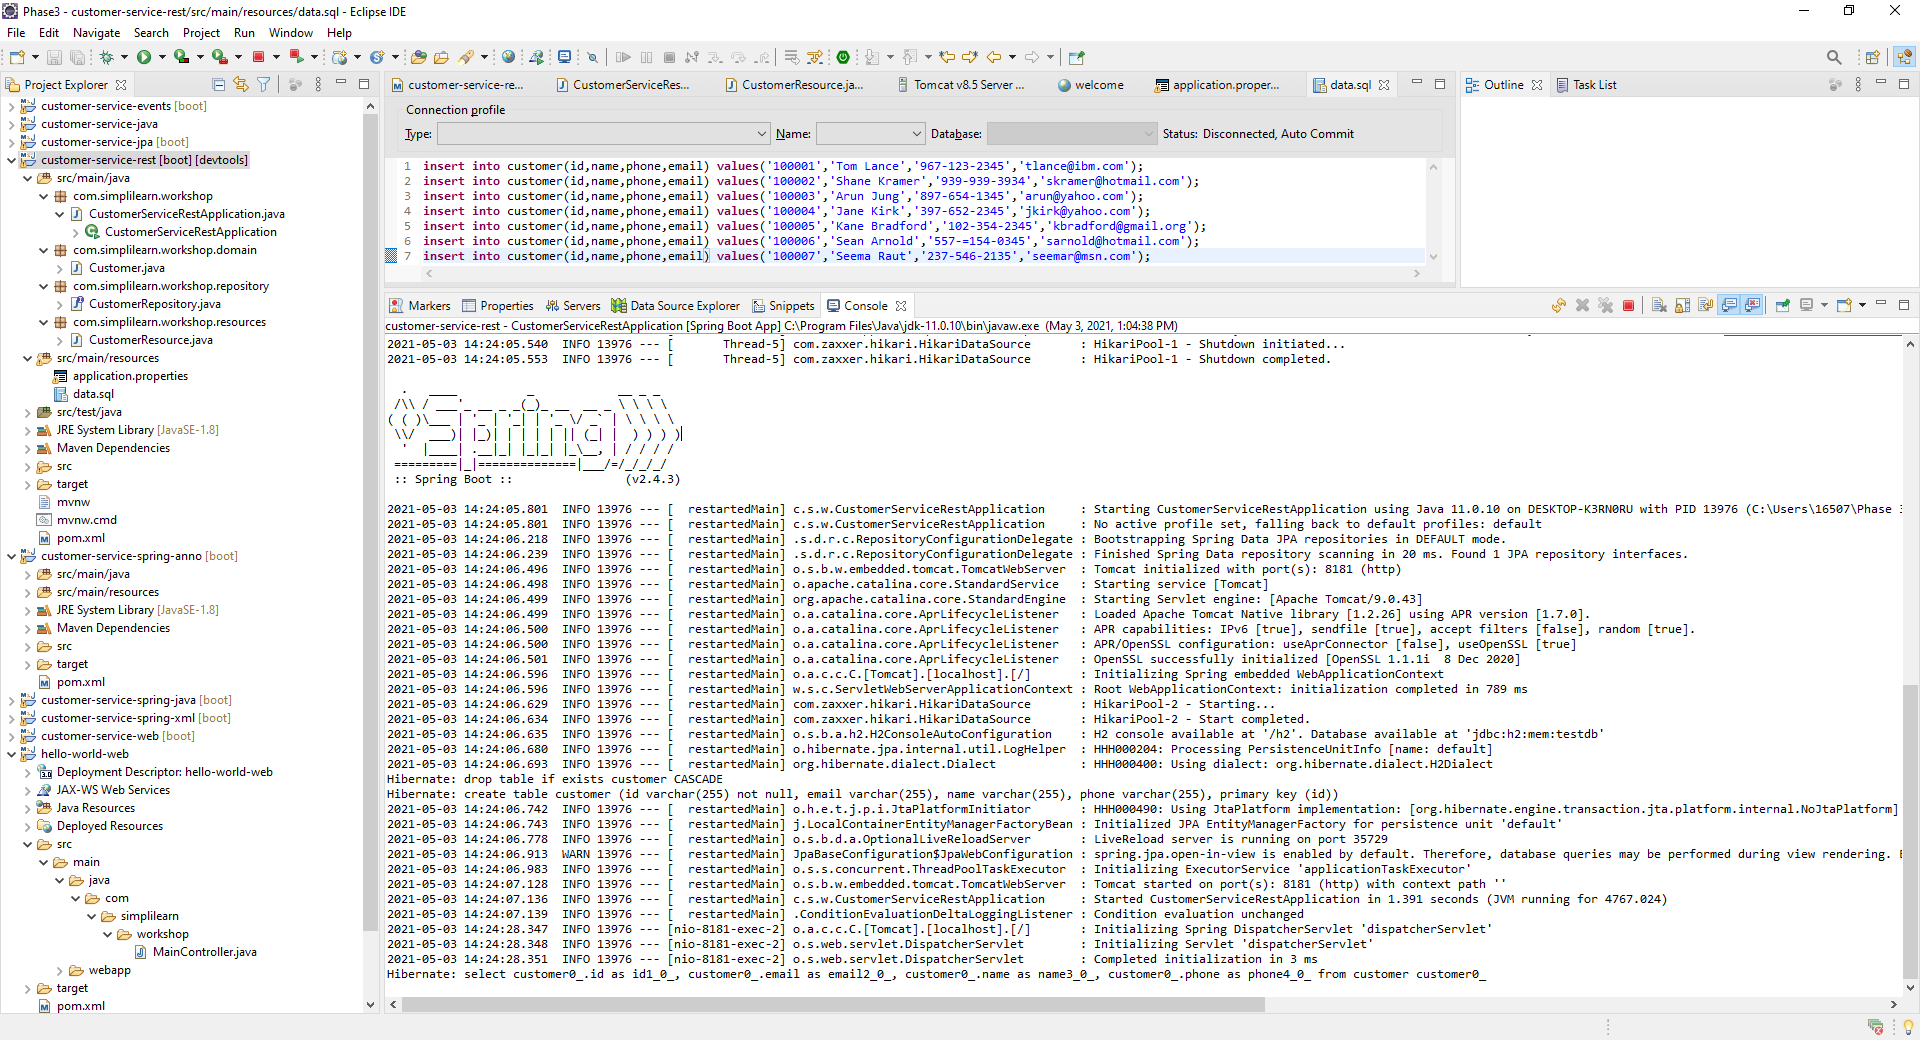 Phase3 - customer-service-rest/src/main/resources/data.sql - Eclipse IDE
File Edit Navigate Search Project Run Window Help
Project Explorer
customer-service-events [boot]
customer-service-java
customer-service-jpa [boot]
customer-service-rest [boot] [devtools]
src/main/java
com.simplilearn.workshop
CustomerServiceRestApplication.java
CustomerServiceRestApplication
com.simplilearn.workshop.domain
Customer.java
com.simplilearn.workshop.repository
CustomerRepository.java
com.simplilearn.workshop.resources
CustomerResource.java
src/main/resources
application.properties
data.sql
src/test/java
JRE System Library [JavaSE-1.8]
Maven Dependencies
src
target
mvnw
mvnw.cmd
pom.xml
customer-service-spring-anno [boot]
src/main/java
src/main/resources
JRE System Library [JavaSE-1.8]
Maven Dependencies
src
target
pom.xml
customer-service-spring-java [boot]
customer-service-spring-xml [boot]
customer-service-web [boot]
hello-world-web
Deployment Descriptor: hello-world-web
JAX-WS Web Services
Java Resources
Deployed Resources
src
main
java
com
simplilearn
workshop
MainController.java
webapp
target
pom.xml
customer-service-re... CustomerServiceRes... CustomerResource.ja... Tomcat v8.5 Server ... welcome application.proper... data.sql
Connection profile
Type: Name: Database: Status: Disconnected, Auto Commit
1 insert into customer(id,name,phone,email) values('100001','Tom Lance','967-123-2345','tlance@ibm.com');
2 insert into customer(id,name,phone,email) values('100002','Shane Kramer','939-939-3934','skramer@hotmail.com');
3 insert into customer(id,name,phone,email) values('100003','Arun Jung','897-654-1345','arun@yahoo.com');
4 insert into customer(id,name,phone,email) values('100004','Jane Kirk','397-652-2345','jkirk@yahoo.com');
5 insert into customer(id,name,phone,email) values('100005','Kane Bradford','102-354-2345','kbradford@gmail.org');
6 insert into customer(id,name,phone,email) values('100006','Sean Arnold','557-=154-0345','sarnold@hotmail.com');
7 insert into customer(id,name,phone,email) values('100007','Seema Raut','237-546-2135','seemar@msn.com');
Outline Task List
Markers Properties Servers Data Source Explorer Snippets Console
customer-service-rest - CustomerServiceRestApplication [Spring Boot App] C:\Program Files\Java\jdk-11.0.10\bin\javaw.exe (May 3, 2021, 1:04:38 PM)
2021-05-03 14:24:05.540 INFO 13976 --- [ Thread-5] com.zaxxer.hikari.HikariDataSource : HikariPool-1 - Shutdown initiated...
2021-05-03 14:24:05.553 INFO 13976 --- [ Thread-5] com.zaxxer.hikari.HikariDataSource : HikariPool-1 - Shutdown completed.
Spring
:: Spring Boot :: (v2.4.3)
2021-05-03 14:24:05.801 INFO 13976 --- [ restartedMain] c.s.w.CustomerServiceRestApplication : Starting CustomerServiceRestApplication using Java 11.0.10 on DESKTOP-K3RN0RU with PID 13976 (C:\Users\16507\Phase 3
2021-05-03 14:24:05.801 INFO 13976 --- [ restartedMain] c.s.w.CustomerServiceRestApplication : No active profile set, falling back to default profiles: default
2021-05-03 14:24:06.218 INFO 13976 --- [ restartedMain] .s.d.r.c.RepositoryConfigurationDelegate : Bootstrapping Spring Data JPA repositories in DEFAULT mode.
2021-05-03 14:24:06.239 INFO 13976 --- [ restartedMain] .s.d.r.c.RepositoryConfigurationDelegate : Finished Spring Data repository scanning in 20 ms. Found 1 JPA repository interfaces.
2021-05-03 14:24:06.496 INFO 13976 --- [ restartedMain] o.s.b.w.embedded.tomcat.TomcatWebServer : Tomcat initialized with port(s): 8181 (http)
2021-05-03 14:24:06.498 INFO 13976 --- [ restartedMain] o.apache.catalina.core.StandardService : Starting service [Tomcat]
2021-05-03 14:24:06.499 INFO 13976 --- [ restartedMain] org.apache.catalina.core.StandardEngine : Starting Servlet engine: [Apache Tomcat/9.0.43]
2021-05-03 14:24:06.499 INFO 13976 --- [ restartedMain] o.a.catalina.core.AprLifecycleListener : Loaded Apache Tomcat Native library [1.2.26] using APR version [1.7.0].
2021-05-03 14:24:06.500 INFO 13976 --- [ restartedMain] o.a.catalina.core.AprLifecycleListener : APR capabilities: IPv6 [true], sendfile [true], accept filters [false], random [true].
2021-05-03 14:24:06.500 INFO 13976 --- [ restartedMain] o.a.catalina.core.AprLifecycleListener : APR/OpenSSL configuration: useAprConnector [false], useOpenSSL [true]
2021-05-03 14:24:06.501 INFO 13976 --- [ restartedMain] o.a.catalina.core.AprLifecycleListener : OpenSSL successfully initialized [OpenSSL 1.1.1i 8 Dec 2020]
2021-05-03 14:24:06.596 INFO 13976 --- [ restartedMain] o.a.c.c.C.[Tomcat].[localhost].[/] : Initializing Spring embedded WebApplicationContext
2021-05-03 14:24:06.596 INFO 13976 --- [ restartedMain] w.s.c.ServletWebServerApplicationContext : Root WebApplicationContext: initialization completed in 789 ms
2021-05-03 14:24:06.629 INFO 13976 --- [ restartedMain] com.zaxxer.hikari.HikariDataSource : HikariPool-2 - Starting...
2021-05-03 14:24:06.634 INFO 13976 --- [ restartedMain] com.zaxxer.hikari.HikariDataSource : HikariPool-2 - Start completed.
2021-05-03 14:24:06.635 INFO 13976 --- [ restartedMain] o.s.b.a.h2.H2ConsoleAutoConfiguration : H2 console available at '/h2'. Database available at 'jdbc:h2:mem:testdb'
2021-05-03 14:24:06.680 INFO 13976 --- [ restartedMain] o.hibernate.jpa.internal.util.LogHelper : HHH000204: Processing PersistenceUnitInfo [name: default]
2021-05-03 14:24:06.693 INFO 13976 --- [ restartedMain] org.hibernate.dialect.Dialect : HHH000400: Using dialect: org.hibernate.dialect.H2Dialect
Hibernate: drop table if exists customer CASCADE
Hibernate: create table customer (id varchar(255) not null, email varchar(255), name varchar(255), phone varchar(255), primary key (id))
2021-05-03 14:24:06.742 INFO 13976 --- [ restartedMain] o.h.e.t.j.p.i.JtaPlatformInitiator : HHH000490: Using JtaPlatform implementation: [org.hibernate.engine.transaction.jta.platform.internal.NoJtaPlatform]
2021-05-03 14:24:06.743 INFO 13976 --- [ restartedMain] j.LocalContainerEntityManagerFactoryBean : Initialized JPA EntityManagerFactory for persistence unit 'default'
2021-05-03 14:24:06.778 INFO 13976 --- [ restartedMain] o.s.b.d.a.OptionalLiveReloadServer : LiveReload server is running on port 35729
2021-05-03 14:24:06.913 WARN 13976 --- [ restartedMain] JpaBaseConfiguration$JpaWebConfiguration : spring.jpa.open-in-view is enabled by default. Therefore, database queries may be performed during view rendering.
2021-05-03 14:24:06.983 INFO 13976 --- [ restartedMain] o.s.s.concurrent.ThreadPoolTaskExecutor : Initializing ExecutorService 'applicationTaskExecutor'
2021-05-03 14:24:07.128 INFO 13976 --- [ restartedMain] o.s.b.w.embedded.tomcat.TomcatWebServer : Tomcat started on port(s): 8181 (http) with context path ''
2021-05-03 14:24:07.136 INFO 13976 --- [ restartedMain] c.s.w.CustomerServiceRestApplication : Started CustomerServiceRestApplication in 1.391 seconds (JVM running for 4767.024)
2021-05-03 14:24:07.139 INFO 13976 --- [ restartedMain] .ConditionEvaluationDeltaLoggingListener : Condition evaluation unchanged
2021-05-03 14:24:28.347 INFO 13976 --- [nio-8181-exec-2] o.a.c.c.C.[Tomcat].[localhost].[/] : Initializing Spring DispatcherServlet 'dispatcherServlet'
2021-05-03 14:24:28.348 INFO 13976 --- [nio-8181-exec-2] o.s.web.servlet.DispatcherServlet : Initializing Servlet 'dispatcherServlet'
2021-05-03 14:24:28.351 INFO 13976 --- [nio-8181-exec-2] o.s.web.servlet.DispatcherServlet : Completed initialization in 3 ms
Hibernate: select customer0_.id as id1_0_, customer0_.email as email2_0_, customer0_.name as name3_0_, customer0_.phone as phone4_0_ from customer customer0_